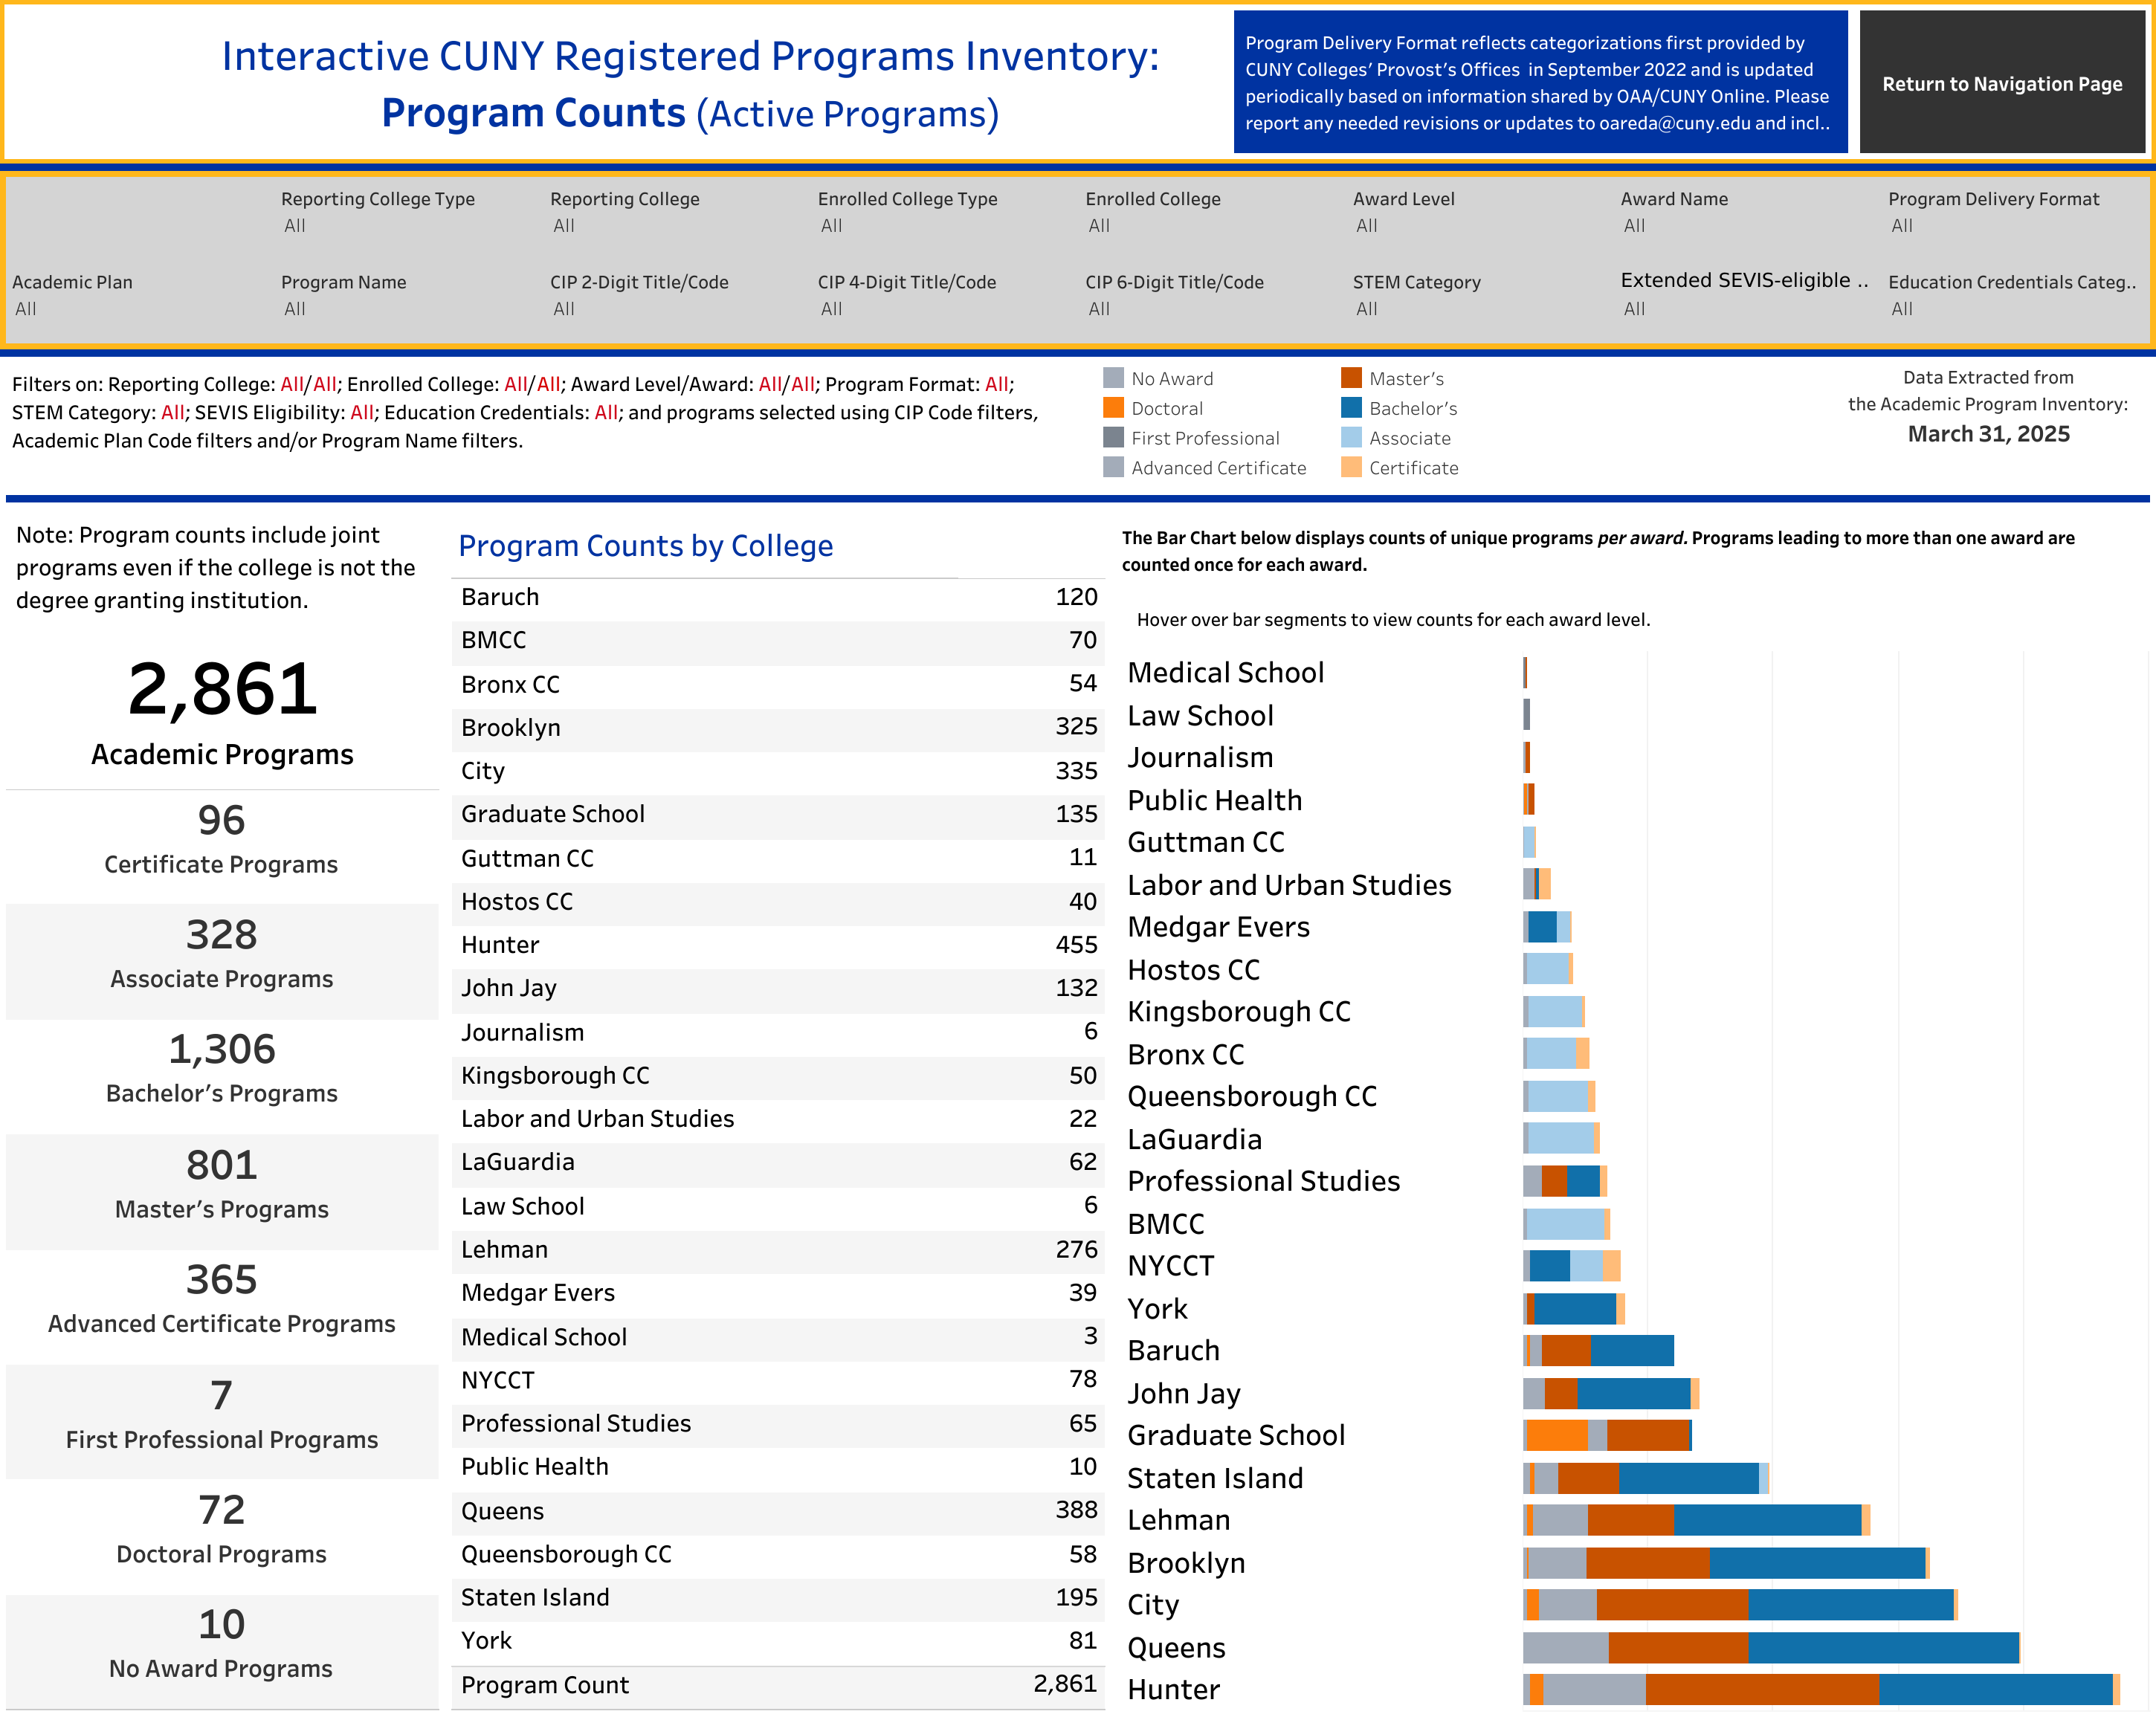 Interactive CUNY Registered Programs Inventory:
Program Counts (Active Programs)
Program Delivery Format reflects categorizations first provided by
CUNY Colleges’ Provost’s Offices in September 2022 and is updated
periodically based on information shared by OAA/CUNY Online. Please
report any needed revisions or updates to oareda@cuny.edu and incl..
Return to Navigation Page
Reporting College Type
All
Reporting College
All
Enrolled College Type
All
Enrolled College
All
Award Level
All
Award Name
All
Program Delivery Format
All
Academic Plan
All
Program Name
All
CIP 2-Digit Title/Code
All
CIP 4-Digit Title/Code
All
CIP 6-Digit Title/Code
All
STEM Category
All
Extended SEVIS-eligible ..
All
Education Credentials Categ..
All
Filters on: Reporting College: All/All; Enrolled College: All/All; Award Level/Award: All/All; Program Format: All;
STEM Category: All; SEVIS Eligibility: All; Education Credentials: All; and programs selected using CIP Code filters,
Academic Plan Code filters and/or Program Name filters.
No Award
Doctoral
First Professional
Advanced Certificate
Master’s
Bachelor’s
Associate
Certificate
Data Extracted from
the Academic Program Inventory:
March 31, 2025
Note: Program counts include joint
programs even if the college is not the
degree granting institution.
2,861
Academic Programs
96
Certificate Programs
328
Associate Programs
1,306
Bachelor’s Programs
801
Master’s Programs
365
Advanced Certificate Programs
7
First Professional Programs
72
Doctoral Programs
10
No Award Programs
Program Counts by College
Baruch 120
BMCC 70
Bronx CC 54
Brooklyn 325
City 335
Graduate School 135
Guttman CC 11
Hostos CC 40
Hunter 455
John Jay 132
Journalism 6
Kingsborough CC 50
Labor and Urban Studies 22
LaGuardia 62
Law School 6
Lehman 276
Medgar Evers 39
Medical School 3
NYCCT 78
Professional Studies 65
Public Health 10
Queens 388
Queensborough CC 58
Staten Island 195
York 81
Program Count 2,861
The Bar Chart below displays counts of unique programs per award. Programs leading to more than one award are
counted once for each award.
Hover over bar segments to view counts for each award level.
Medical School
Law School
Journalism
Public Health
Guttman CC
Labor and Urban Studies
Medgar Evers
Hostos CC
Kingsborough CC
Bronx CC
Queensborough CC
LaGuardia
Professional Studies
BMCC
NYCCT
York
Baruch
John Jay
Graduate School
Staten Island
Lehman
Brooklyn
City
Queens
Hunter